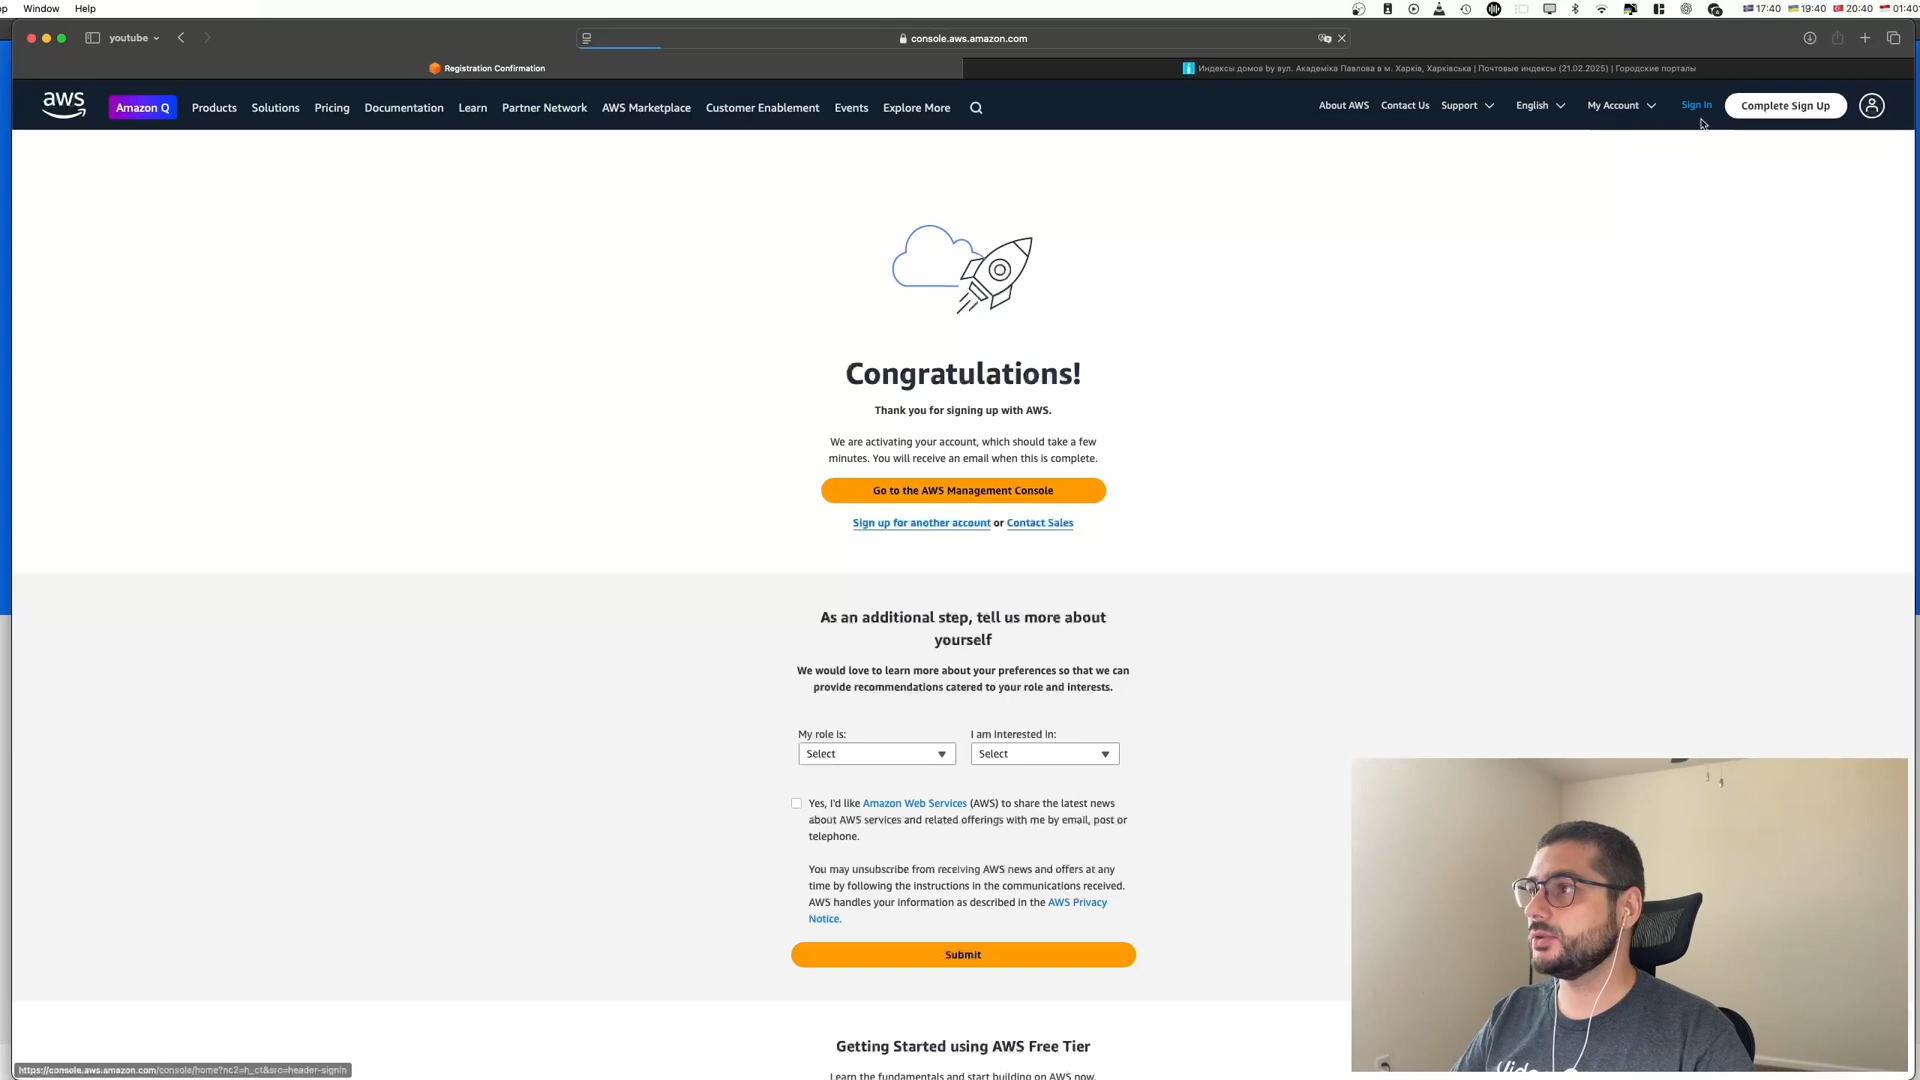 Window Help
17:40 19:40 20:40 01:40
youtube
console.aws.amazon.com
Registration Confirmation
Индексы домов by вул. Академіка Павлова в м. Харків, Харківська | Почтовые индексы (21.02.2025) | Городские порталы
aws
Amazon Q Products Solutions Pricing Documentation Learn Partner Network AWS Marketplace Customer Enablement Events Explore More
About AWS Contact Us Support English My Account Sign In Complete Sign Up
Congratulations!
Thank you for signing up with AWS.
We are activating your account, which should take a few
minutes. You will receive an email when this is complete.
Go to the AWS Management Console
Sign up for another account or Contact Sales
As an additional step, tell us more about
yourself
We would love to learn more about your preferences so that we can
provide recommendations catered to your role and interests.
My role is: I am interested in:
Select Select
Yes, I'd like Amazon Web Services (AWS) to share the latest news
about AWS services and related offerings with me by email, post or
telephone.
You may unsubscribe from receiving AWS news and offers at any
time by following the instructions in the communications received.
AWS handles your information as described in the AWS Privacy
Notice.
Submit
Getting Started using AWS Free Tier
Learn the fundamentals and start building on AWS now.
https://console.aws.amazon.com/console/home?nc2=h_ct&src=header-signin